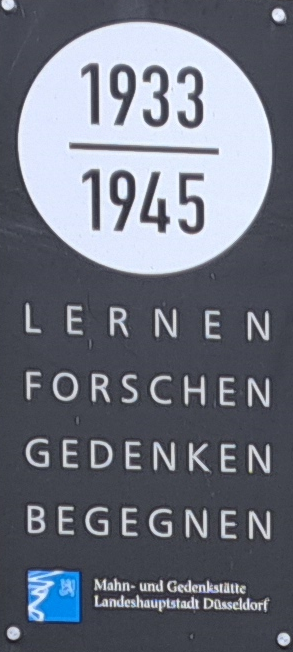 1933
1945
LERNEN
FORSCHEN
GEDENKEN
BEGEGNEN
Mahn- und Gedenkstätte
Landeshauptstadt Düsseldorf